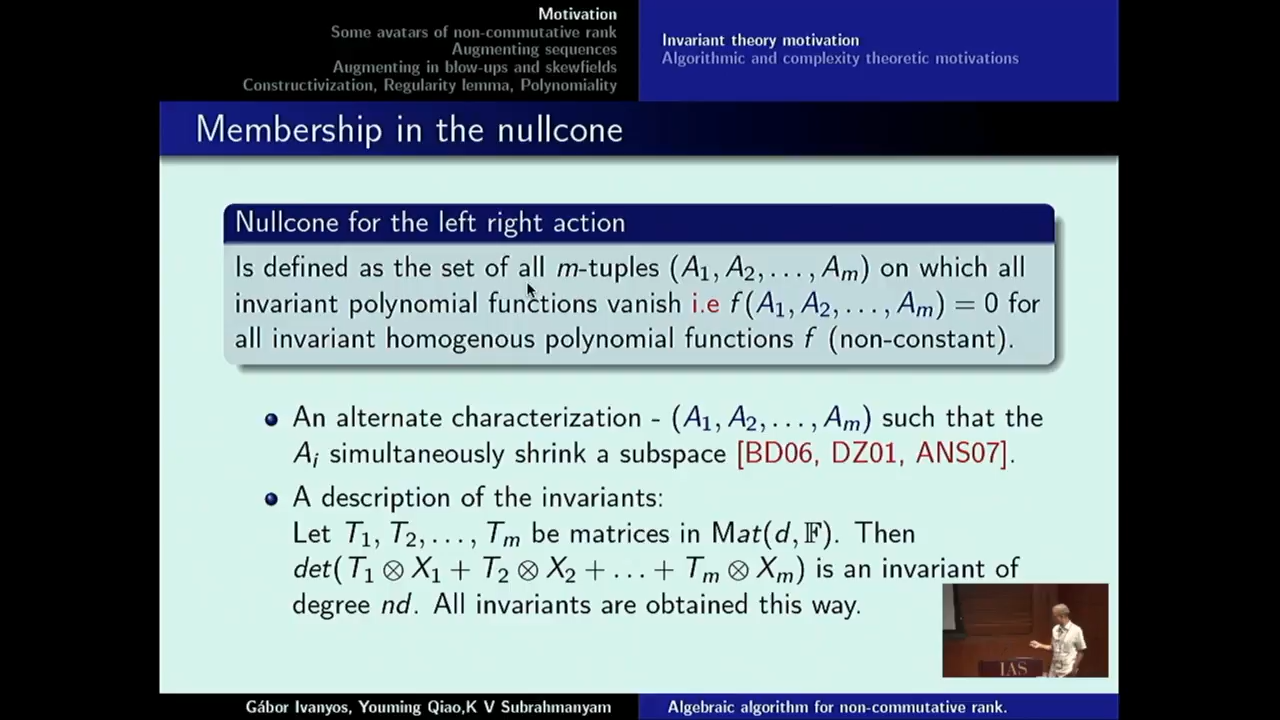 Motivation
Some avatars of non-commutative rank
Augmenting sequences
Augmenting in blow-ups and skewfields
Constructivization, Regularity lemma, Polynomiality
Invariant theory motivation
Algorithmic and complexity theoretic motivations
Membership in the nullcone
Nullcone for the left right action
Is defined as the set of all m-tuples (A₁, A₂, . . . , Aₘ) on which all
invariant polynomial functions vanish i.e f(A₁, A₂, . . . , Aₘ) = 0 for
all invariant homogenous polynomial functions f (non-constant).
An alternate characterization - (A₁, A₂, . . . , Aₘ) such that the
Aᵢ simultaneously shrink a subspace [BD06, DZ01, ANS07].
A description of the invariants:
Let T₁, T₂, . . . , Tₘ be matrices in Mat(d, 𝔽). Then
det(T₁ ⊗ X₁ + T₂ ⊗ X₂ + . . . + Tₘ ⊗ Xₘ) is an invariant of
degree nd. All invariants are obtained this way.
IAS
Gábor Ivanyos, Youming Qiao,K V Subrahmanyam
Algebraic algorithm for non-commutative rank.